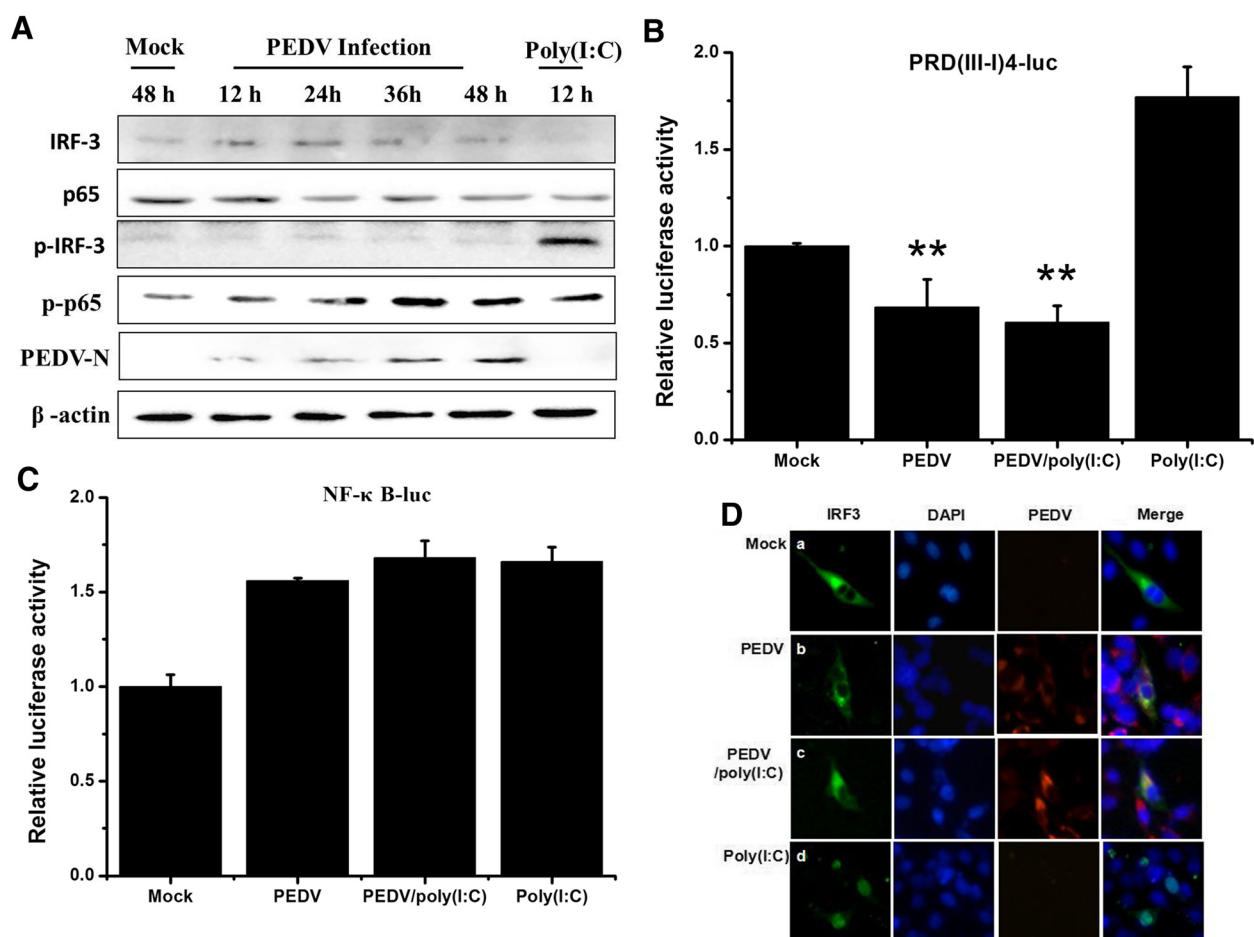 A
Mock PEDV Infection Poly(I:C)
48 h 12 h 24h 36h 48 h 12 h
IRF-3
p65
p-IRF-3
p-p65
PEDV-N
β -actin
B
PRD(III-I)4-luc
Relative luciferase activity
2.0
1.5
1.0
0.5
0.0
** **
Mock PEDV PEDV/poly(I:C) Poly(I:C)
C
NF-κ B-luc
Relative luciferase activity
2.0
1.5
1.0
0.5
0.0
Mock PEDV PEDV/poly(I:C) Poly(I:C)
D
IRF3 DAPI PEDV Merge
Mock a
PEDV b
PEDV
/poly(I:C) c
Poly(I:C) d